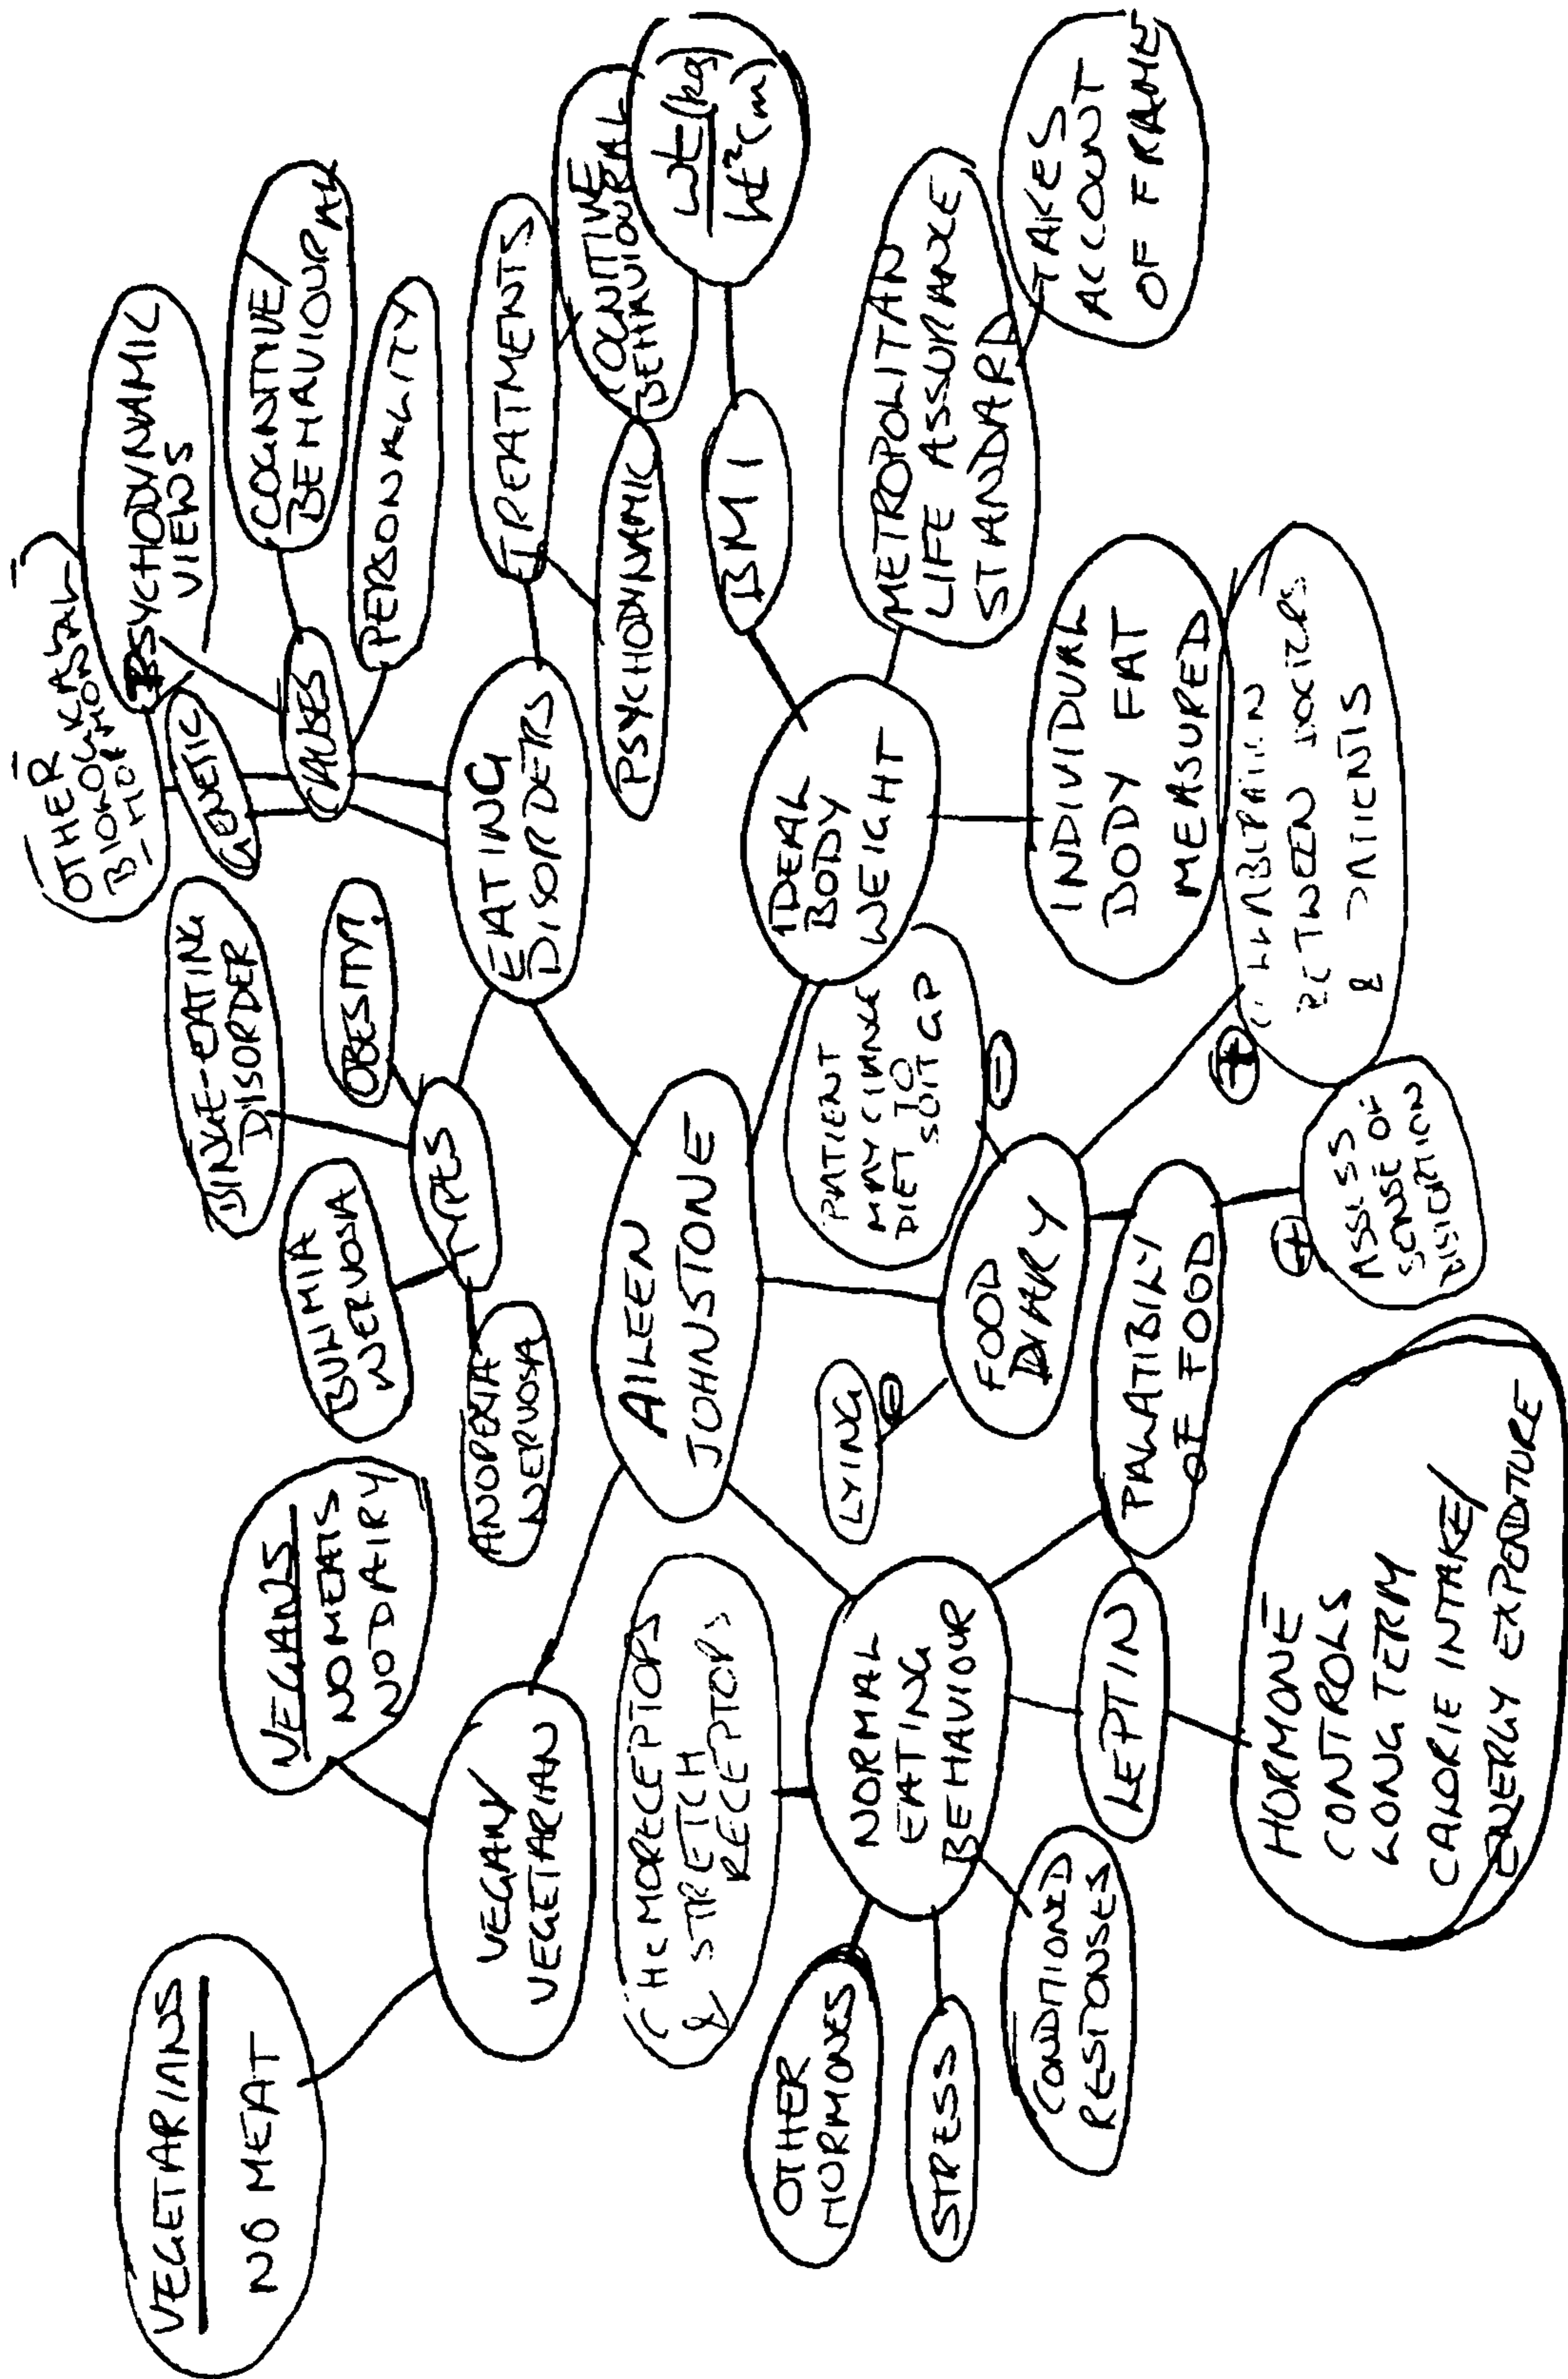 VEGETARIANS
NO MEAT
VEGANS
NO MEATS
NO DAIRY
VEGAN/
VEGETARIAN
BULIMIA
NERVOSA
BINGE-EATING
DISORDER
OBESITY?
TYPES
ANOREXIA
NERVOSA
OTHER
GENETIC
PSYCHODYNAMIC
VIEWS
COGNITIVE/
BEHAVIOURAL
PERSONALITY
CAUSES
EATING
DISORDERS
TREATMENTS
COGNITIVE
BEHAVIOURAL
PSYCHODYNAMIC
AILEEN
JOHNSTONE
IDEAL
BODY
WEIGHT
BMI
wt (kg)
ht² (m)
METROPOLITAN
LIFE ASSURANCE
STANDARD
TAKES
ACCOUNT
OF FRAME
INDIVIDUAL
BODY FAT
MEASURED
CHEMORECEPTORS
& STRETCH
RECEPTORS
NORMAL
EATING
BEHAVIOUR
OTHER
HORMONES
STRESS
CONDITIONED
RESPONSES
LEPTIN
HORMONE
CONTROLS
LONG TERM
CALORIE INTAKE/
ENERGY EXPENDITURE
LYING
-
FOOD
DIARY
PATIENT
MAY CHANGE
DIET TO
SUIT GP
-
PALATIBILY
OF FOOD
+
BETWEEN
& PATIENTS
+
ASSESS
SENSE OF